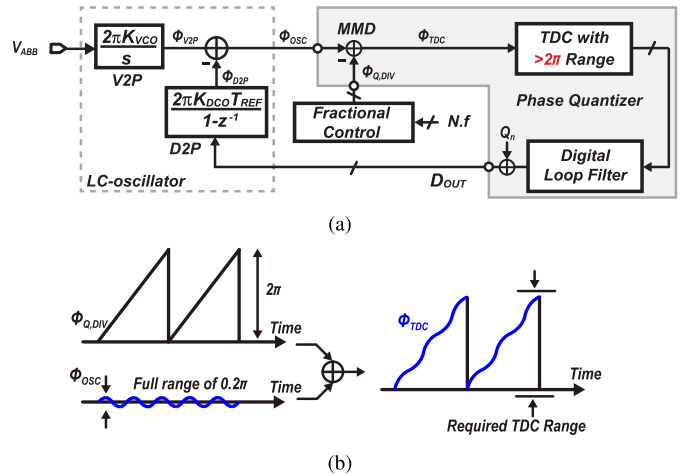 V_ABB
2πK_VCO
s
V2P
Φ_V2P
Φ_D2P
2πK_DCO T_REF
1-z^-1
D2P
LC-oscillator
Φ_OSC
MMD
Φ_TDC
Φ_Q,DIV
Fractional
Control
N.f
TDC with
>2π Range
Phase Quantizer
Q_n
Digital
Loop Filter
D_OUT
(a)
Φ_Q,DIV
2π
Time
Φ_OSC
Full range of 0.2π
Time
Φ_TDC
Time
Required TDC Range
(b)